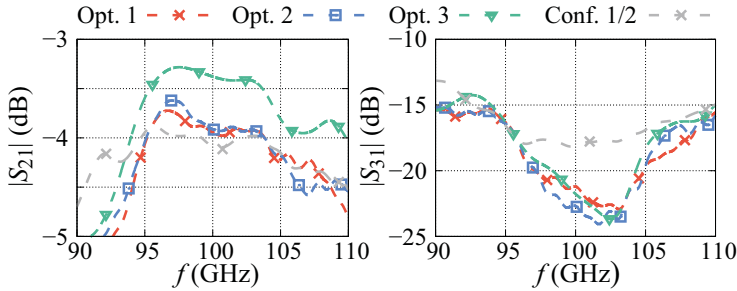 Opt. 1 Opt. 2 Opt. 3 Conf. 1/2
|S21| (dB)
−3
−4
−5
90 95 100 105 110
f (GHz)
|S31| (dB)
−10
−15
−20
−25
90 95 100 105 110
f (GHz)